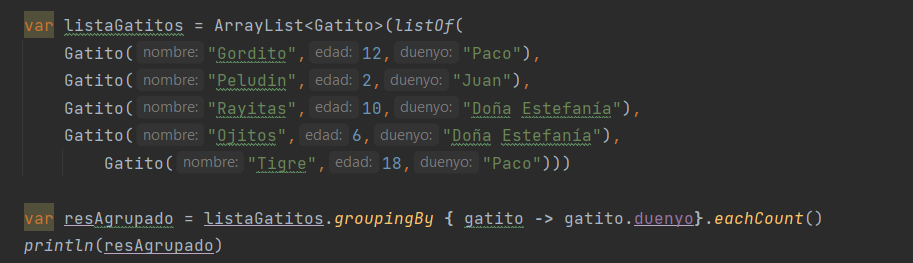 var listaGatitos = ArrayList<Gatito>(listOf(
Gatito( nombre: "Gordito", edad: 12, duenyo: "Paco"),
Gatito( nombre: "Peludin", edad: 2, duenyo: "Juan"),
Gatito( nombre: "Rayitas", edad: 10, duenyo: "Doña Estefanía"),
Gatito( nombre: "Ojitos", edad: 6, duenyo: "Doña Estefanía"),
Gatito( nombre: "Tigre", edad: 18, duenyo: "Paco")))
var resAgrupado = listaGatitos.groupingBy { gatito -> gatito.duenyo}.eachCount()
println(resAgrupado)